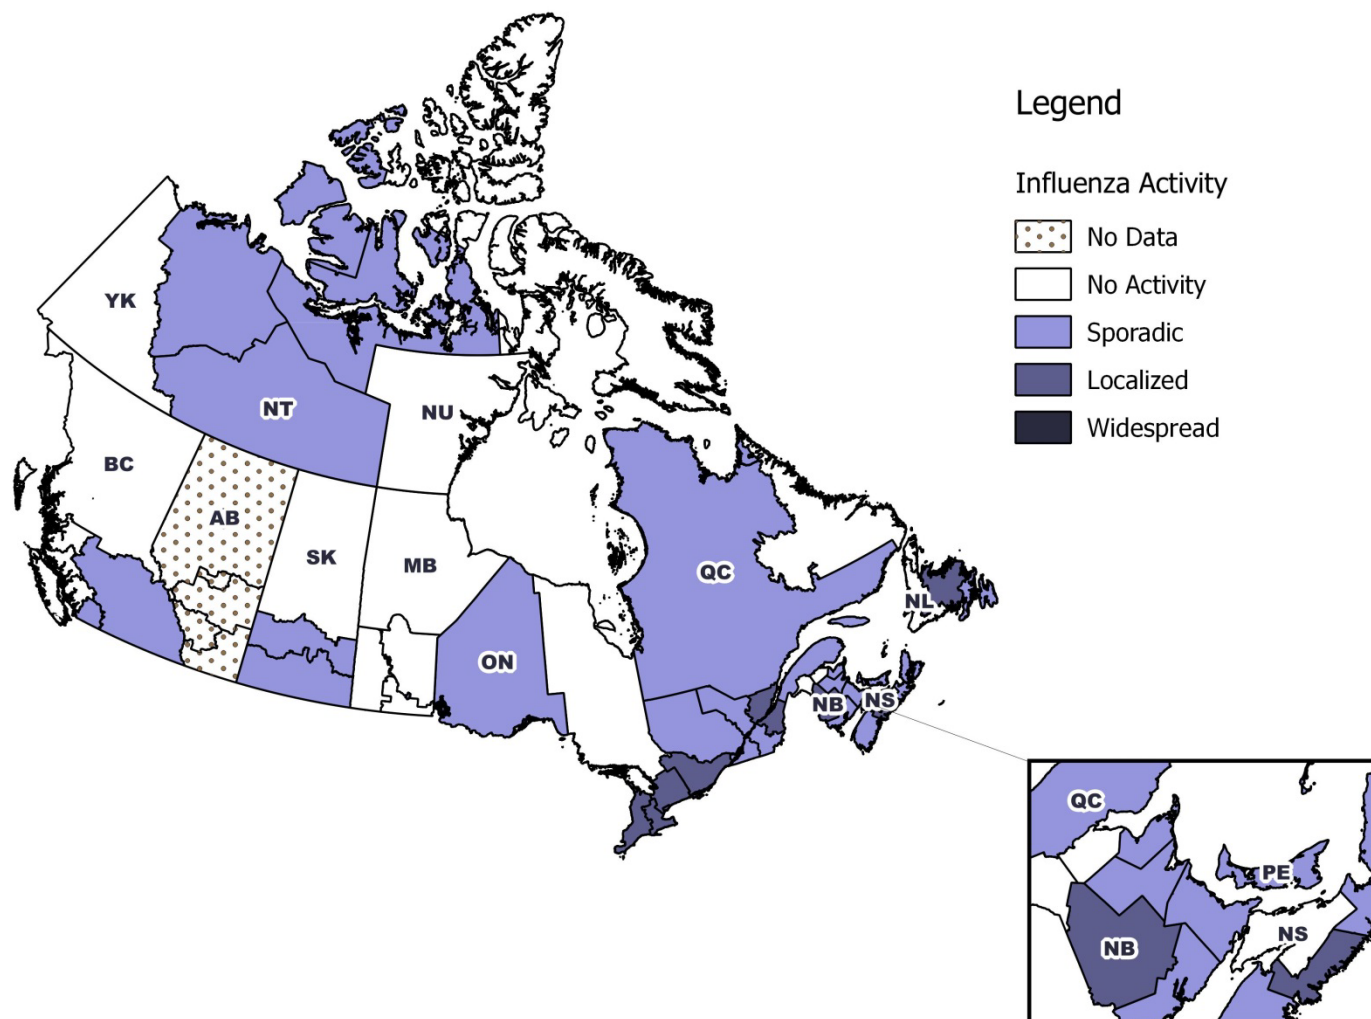 Legend
Influenza Activity
No Data
No Activity
Sporadic
Localized
Widespread
YK
NT
NU
BC
AB
SK
MB
QC
NL
ON
NB
NS
QC
PE
NS
NB